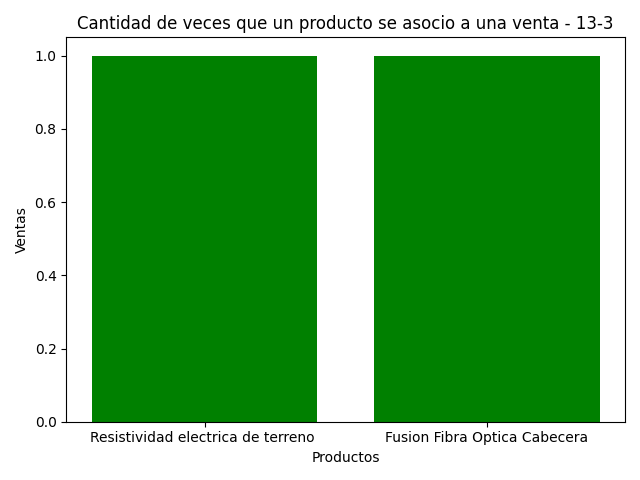 Cantidad de veces que un producto se asocio a una venta - 13-3
Ventas
1.0
0.8
0.6
0.4
0.2
0.0
Resistividad electrica de terreno
Fusion Fibra Optica Cabecera
Productos